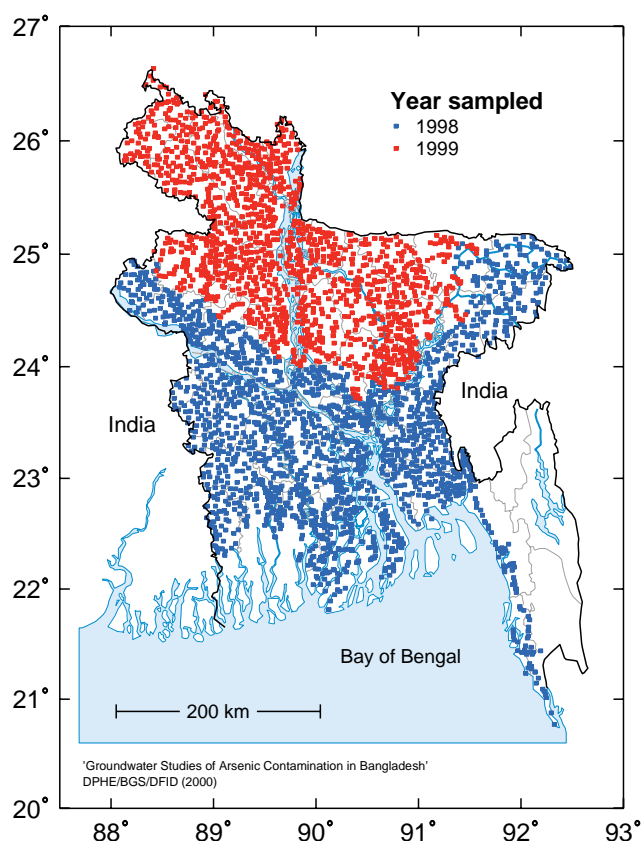 27°
26°
25°
24°
23°
22°
21°
20°
Year sampled
1998
1999
India
India
Bay of Bengal
200 km
'Groundwater Studies of Arsenic Contamination in Bangladesh'
DPHE/BGS/DFID (2000)
88° 89° 90° 91° 92° 93°